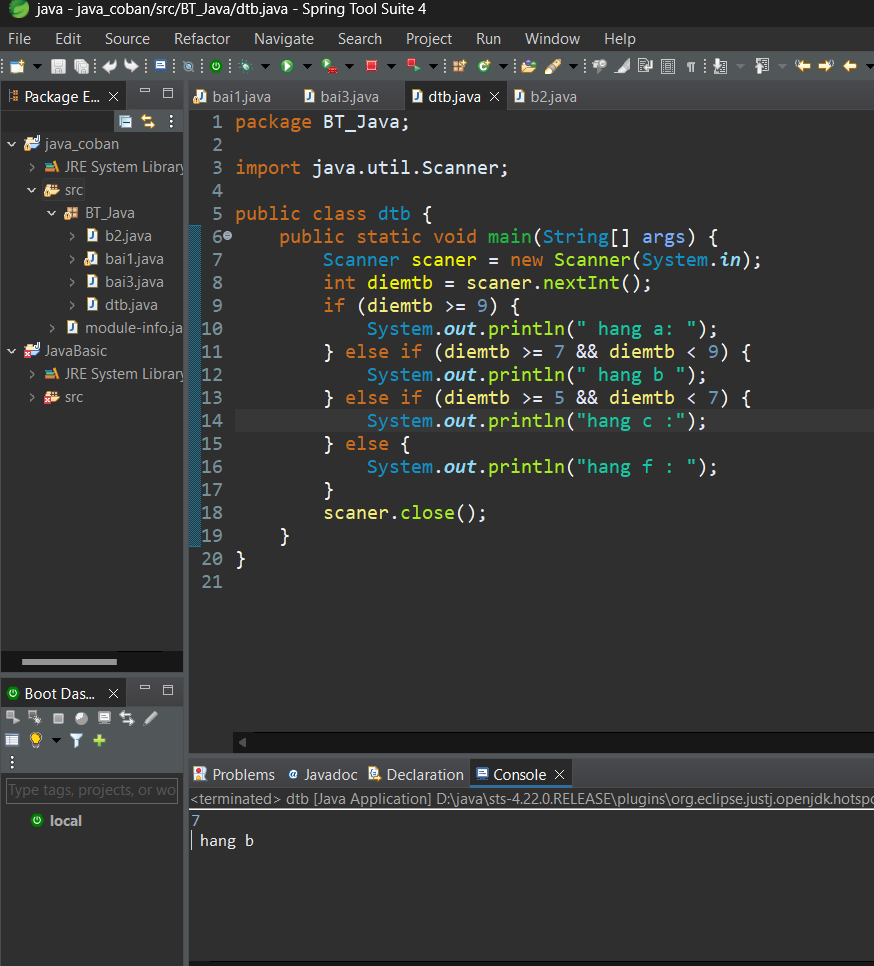 java - java_coban/src/BT_Java/dtb.java - Spring Tool Suite 4
File Edit Source Refactor Navigate Search Project Run Window Help
Package E...
java_coban
JRE System Library
src
BT_Java
b2.java
bai1.java
bai3.java
dtb.java
module-info.ja
JavaBasic
JRE System Library
src
bai1.java bai3.java dtb.java b2.java
1 package BT_Java;
2
3 import java.util.Scanner;
4
5 public class dtb {
6 public static void main(String[] args) {
7 Scanner scaner = new Scanner(System.in);
8 int diemtb = scaner.nextInt();
9 if (diemtb >= 9) {
10 System.out.println(" hang a: ");
11 } else if (diemtb >= 7 && diemtb < 9) {
12 System.out.println(" hang b ");
13 } else if (diemtb >= 5 && diemtb < 7) {
14 System.out.println("hang c :");
15 } else {
16 System.out.println("hang f : ");
17 }
18 scaner.close();
19 }
20 }
21
Boot Das...
Type tags, projects, or wo
local
Problems Javadoc Declaration Console
<terminated> dtb [Java Application] D:\java\sts-4.22.0.RELEASE\plugins\org.eclipse.justj.openjdk.hotspo
7
hang b